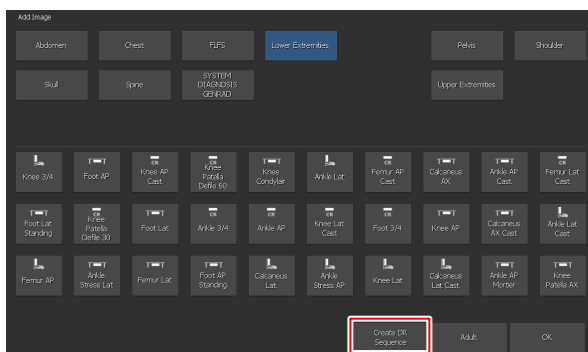 Add Image
Abdomen
Chest
FLFS
Lower Extremities
Pelvis
Shoulder
Skull
Spine
SYSTEM
DIAGNOSIS
GENRAD
Upper Extremities
Knee 3/4
Foot AP
CR
Knee AP
Cast
CR
Knee
Patella
Defile 60
Knee
Condylair
Ankle Lat
CR
Femur AP
Cast
Calcaneus
AX
Ankle AP
Cast
CR
Femur Lat
Cast
Foot Lat
Standing
CR
Knee
Patella
Defile 30
Foot Lat
CR
Ankle 3/4
CR
Ankle AP
CR
Knee Lat
Cast
CR
Foot 3/4
Knee AP
Calcaneus
AX Cast
Ankle Lat
Cast
Femur AP
Ankle
Stress Lat
Femur Lat
Foot AP
Standing
Calcaneus
Lat
Ankle
Stress AP
Knee Lat
Calcaneus
Lat Cast
Ankle AP
Mortier
Knee
Patella AX
Create DR
Sequence
Adult
OK